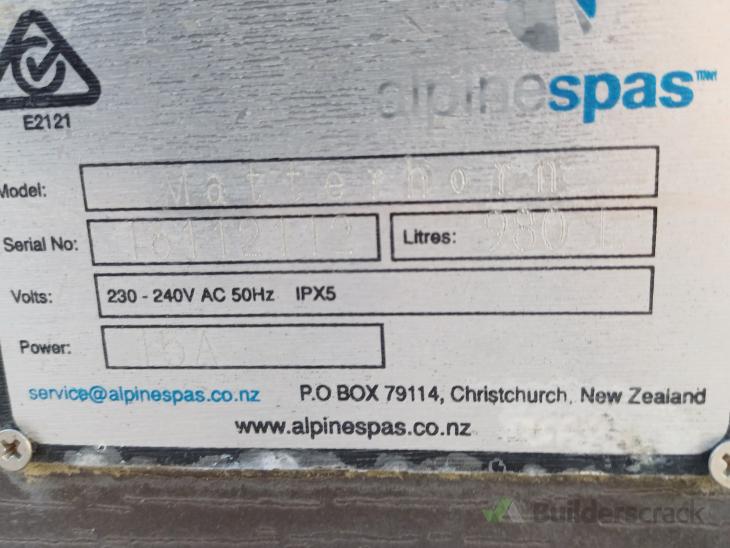 alpinespas
E2121
Model: Matterhorn
Serial No: 161121112 Litres: 980 L
Volts: 230 - 240V AC 50Hz IPX5
Power: 15A
service@alpinespas.co.nz P.O BOX 79114, Christchurch, New Zealand
www.alpinespas.co.nz
Builderscrack